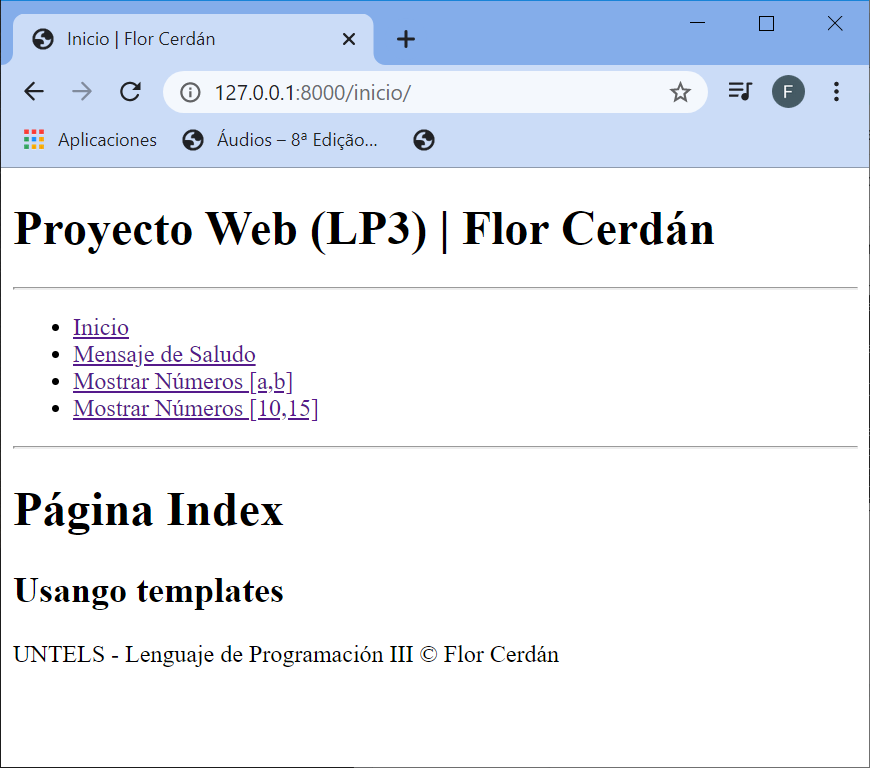 Inicio | Flor Cerdán
127.0.0.1:8000/inicio/
F
Aplicaciones
Áudios – 8ª Edição...
Proyecto Web (LP3) | Flor Cerdán
Inicio
Mensaje de Saludo
Mostrar Números [a,b]
Mostrar Números [10,15]
Página Index
Usango templates
UNTELS - Lenguaje de Programación III © Flor Cerdán